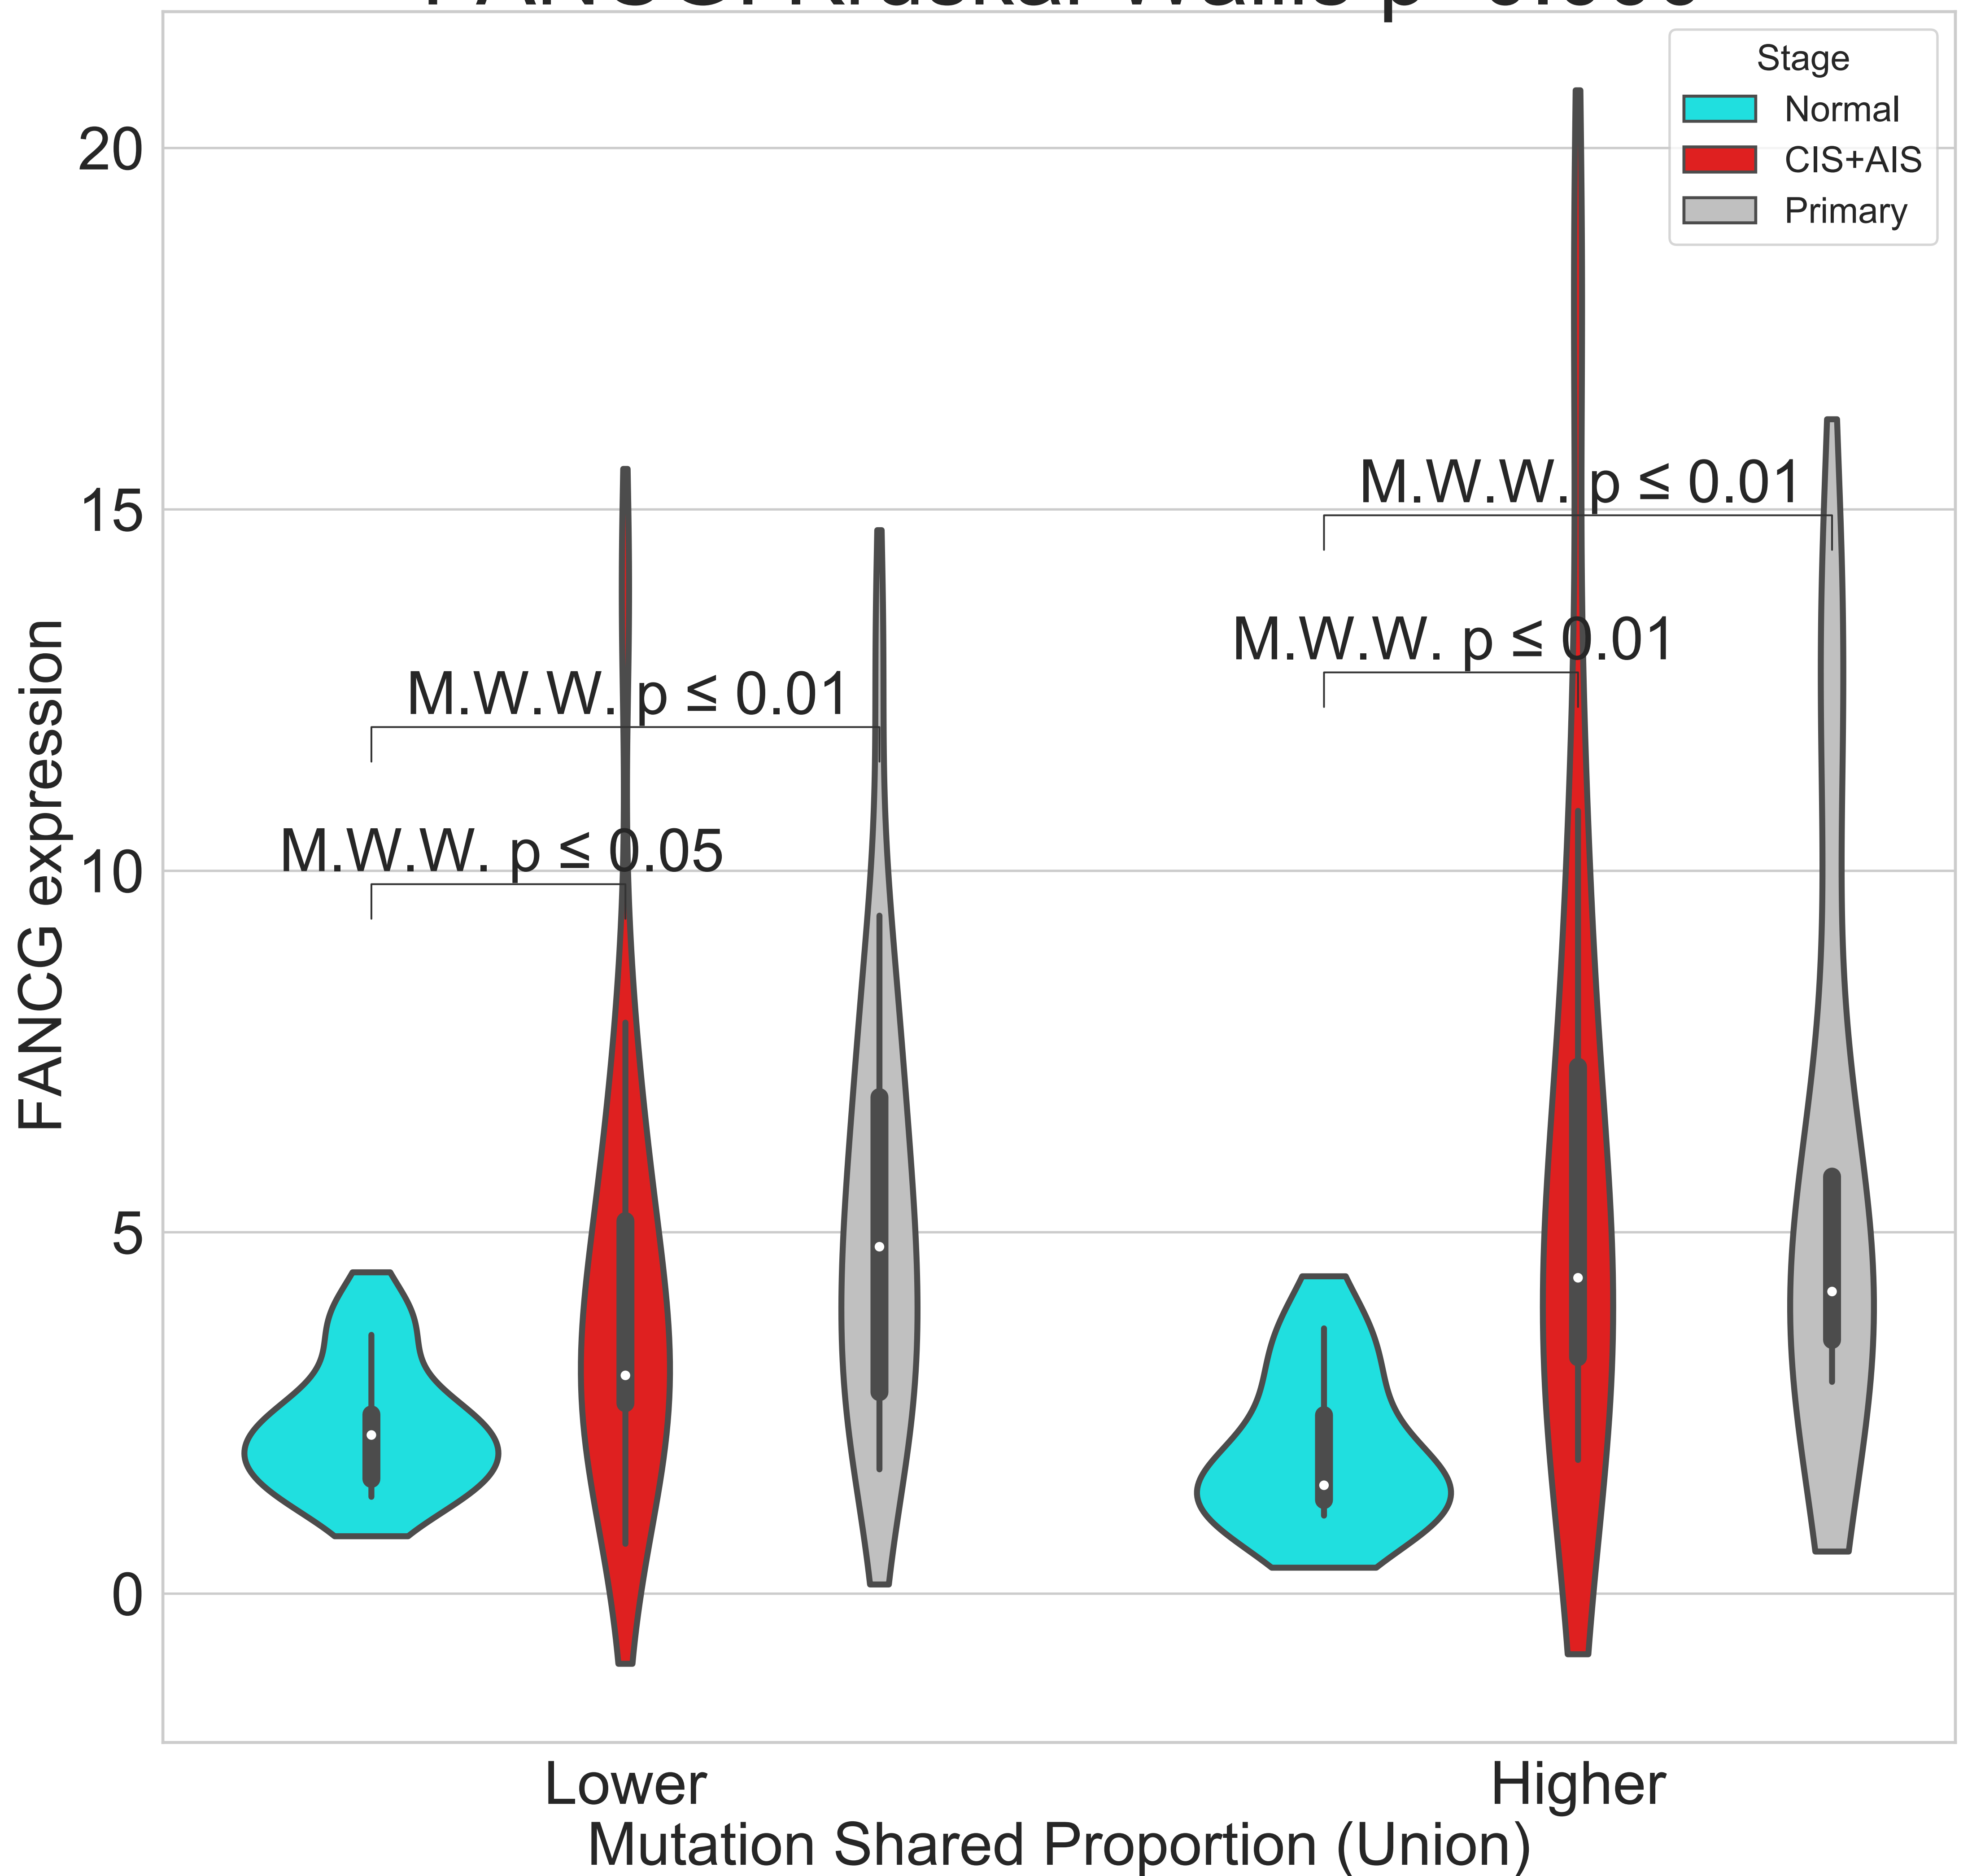 Stage
Normal
CIS+AIS
Primary
20
15
10
5
0
FANCG expression
M.W.W. p ≤ 0.01
M.W.W. p ≤ 0.01
M.W.W. p ≤ 0.01
M.W.W. p ≤ 0.05
Lower
Higher
Mutation Shared Proportion (Union)